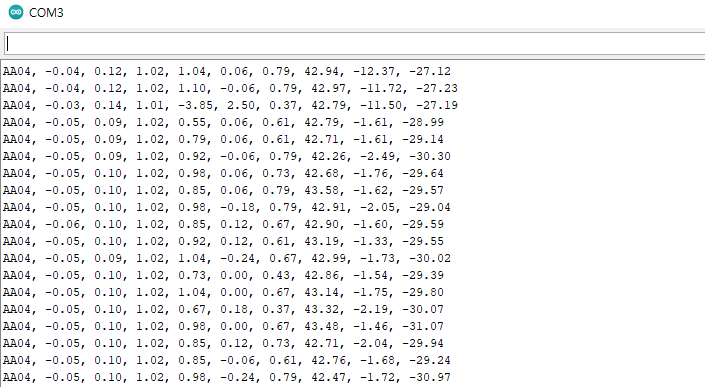 COM3
AA04, -0.04, 0.12, 1.02, 1.04, 0.06, 0.79, 42.94, -12.37, -27.12
AA04, -0.04, 0.12, 1.02, 1.10, -0.06, 0.79, 42.97, -11.72, -27.23
AA04, -0.03, 0.14, 1.01, -3.85, 2.50, 0.37, 42.79, -11.50, -27.19
AA04, -0.05, 0.09, 1.02, 0.55, 0.06, 0.61, 42.79, -1.61, -28.99
AA04, -0.05, 0.09, 1.02, 0.79, 0.06, 0.61, 42.71, -1.61, -29.14
AA04, -0.05, 0.09, 1.02, 0.92, -0.06, 0.79, 42.26, -2.49, -30.30
AA04, -0.05, 0.10, 1.02, 0.98, 0.06, 0.73, 42.68, -1.76, -29.64
AA04, -0.05, 0.10, 1.02, 0.85, 0.06, 0.79, 43.58, -1.62, -29.57
AA04, -0.05, 0.10, 1.02, 0.98, -0.18, 0.79, 42.91, -2.05, -29.04
AA04, -0.06, 0.10, 1.02, 0.85, 0.12, 0.67, 42.90, -1.60, -29.59
AA04, -0.05, 0.10, 1.02, 0.92, 0.12, 0.61, 43.19, -1.33, -29.55
AA04, -0.05, 0.09, 1.02, 1.04, -0.24, 0.67, 42.99, -1.73, -30.02
AA04, -0.05, 0.10, 1.02, 0.73, 0.00, 0.43, 42.86, -1.54, -29.39
AA04, -0.05, 0.10, 1.02, 1.04, 0.00, 0.67, 43.14, -1.75, -29.80
AA04, -0.05, 0.10, 1.02, 0.67, 0.18, 0.37, 43.32, -2.19, -30.07
AA04, -0.05, 0.10, 1.02, 0.98, 0.00, 0.67, 43.48, -1.46, -31.07
AA04, -0.05, 0.10, 1.02, 0.85, 0.12, 0.73, 42.71, -2.04, -29.94
AA04, -0.05, 0.10, 1.02, 0.85, -0.06, 0.61, 42.76, -1.68, -29.24
AA04, -0.05, 0.10, 1.02, 0.98, -0.24, 0.79, 42.47, -1.72, -30.97